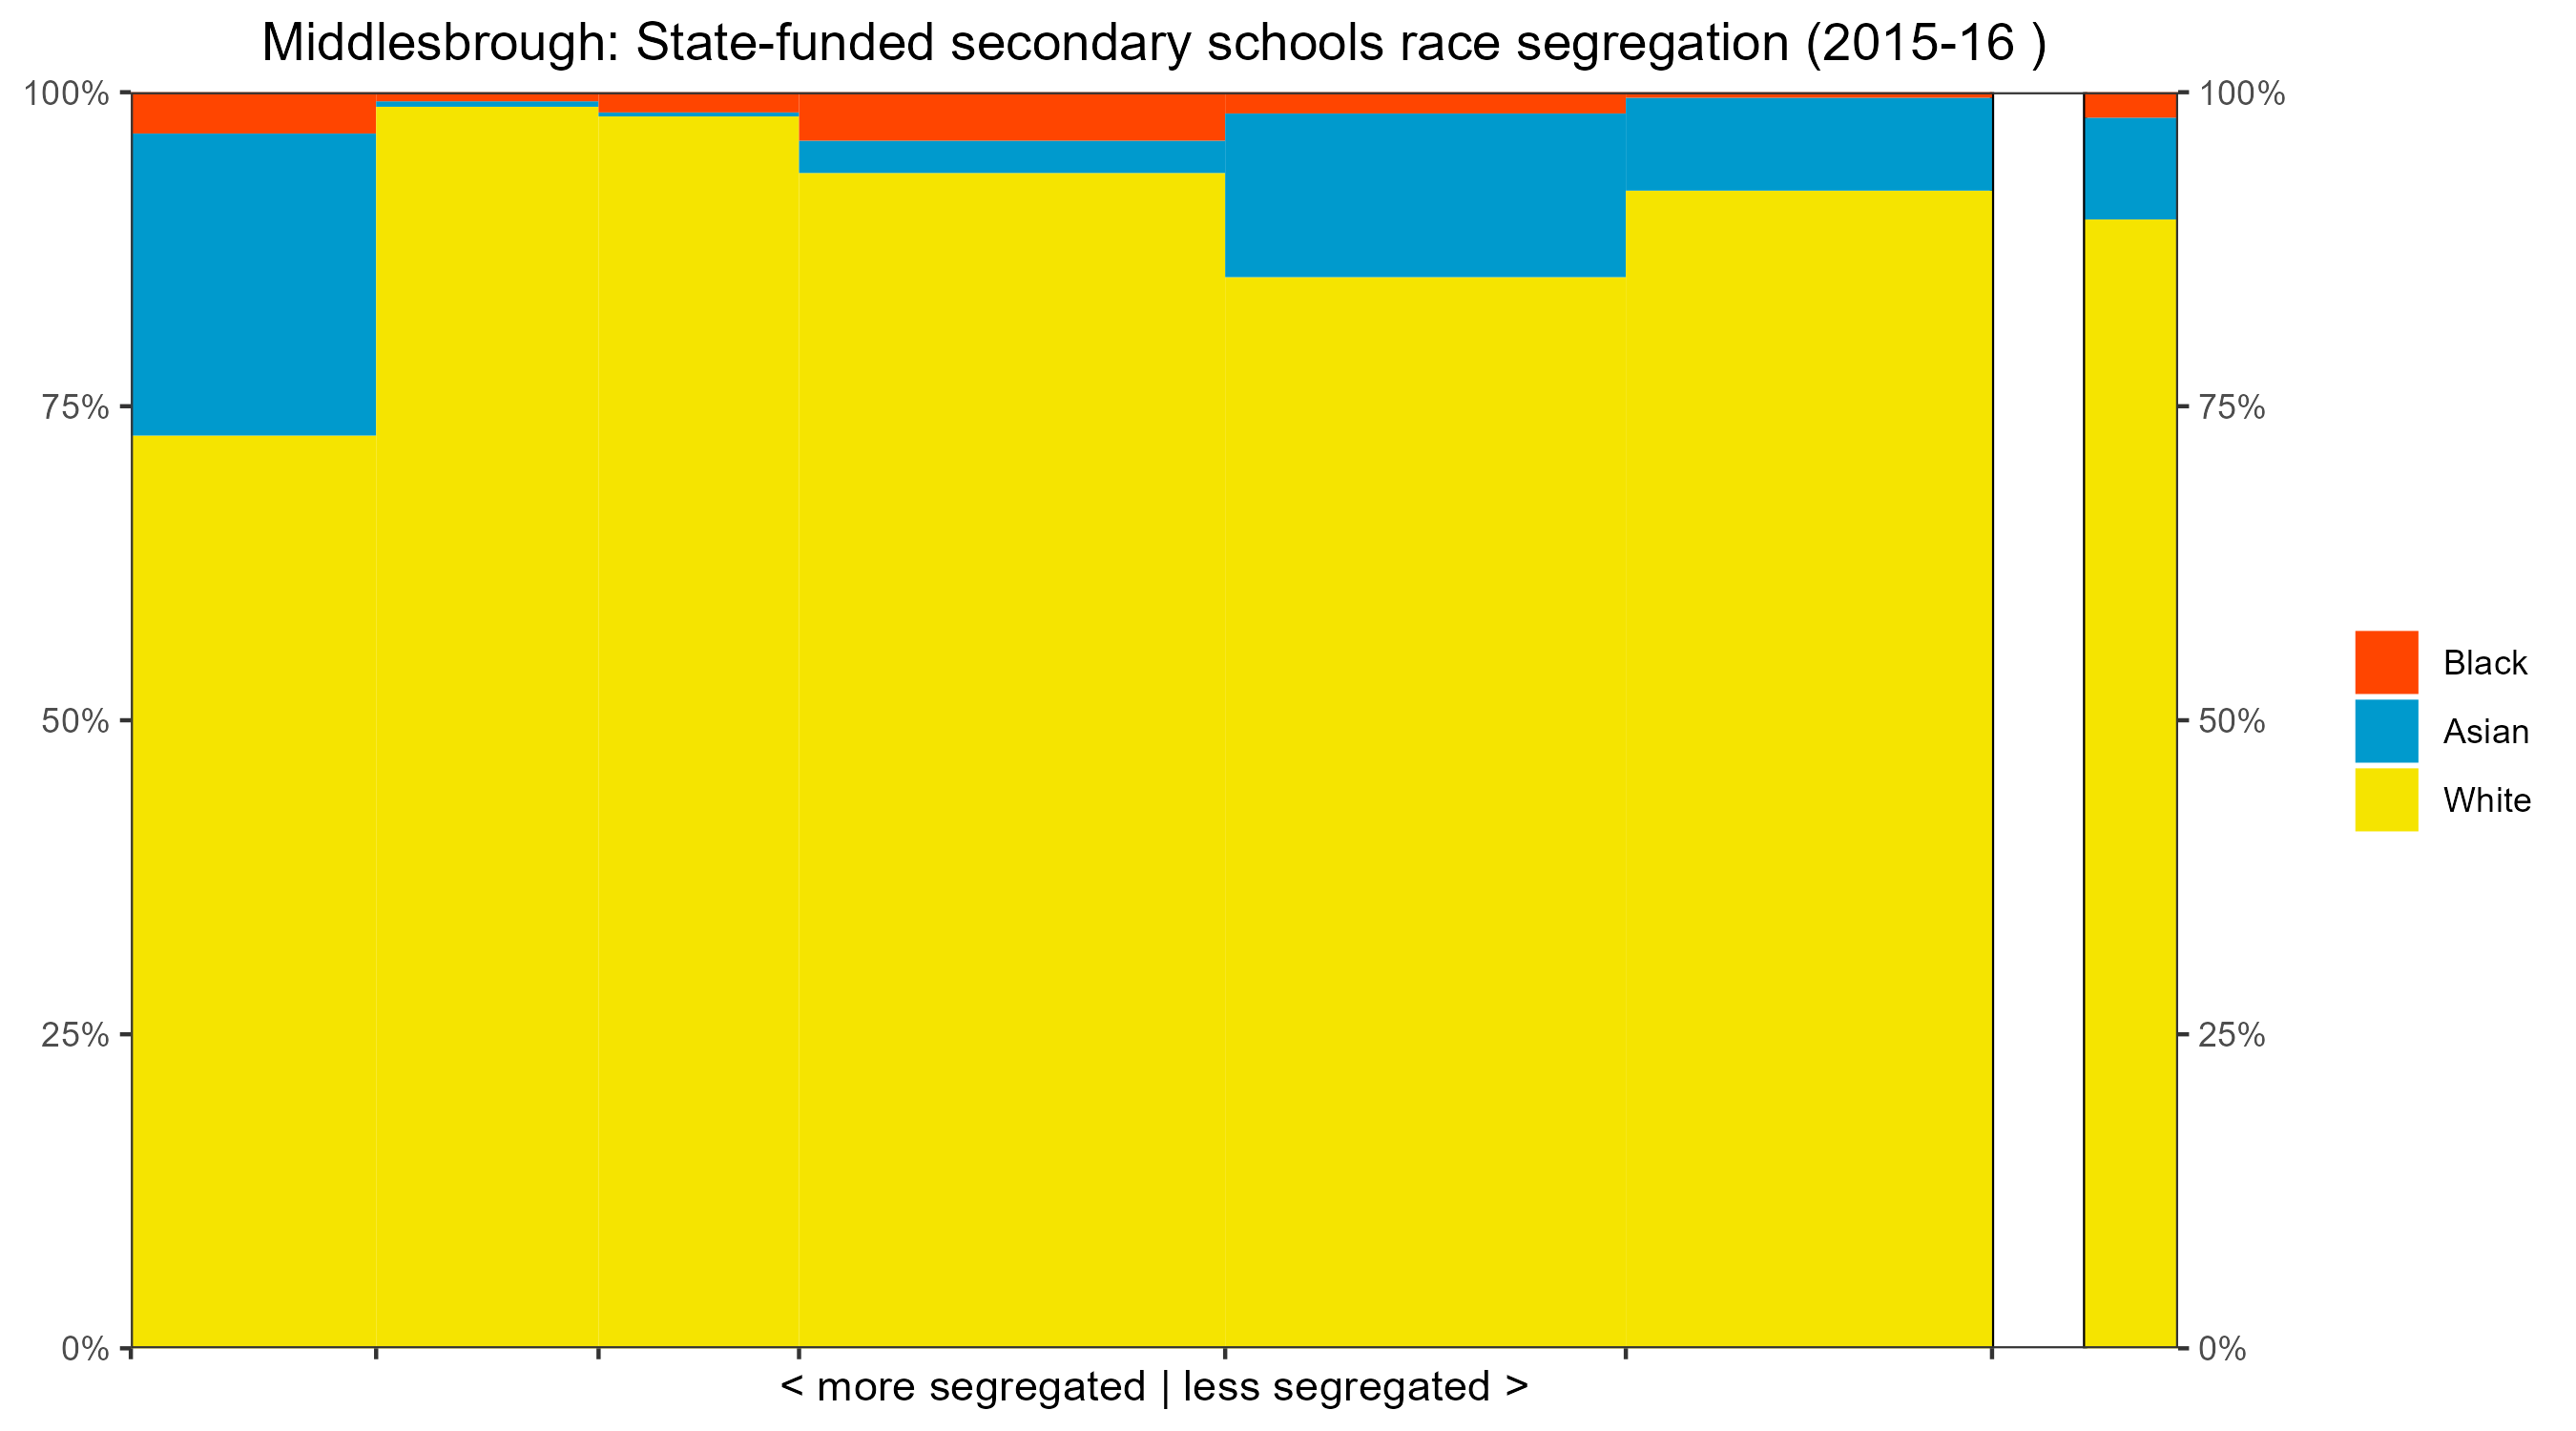 Middlesbrough: State-funded secondary schools race segregation (2015-16 )
100%
75%
50%
25%
0%
100%
75%
50%
25%
0%
Black
Asian
White
< more segregated | less segregated >